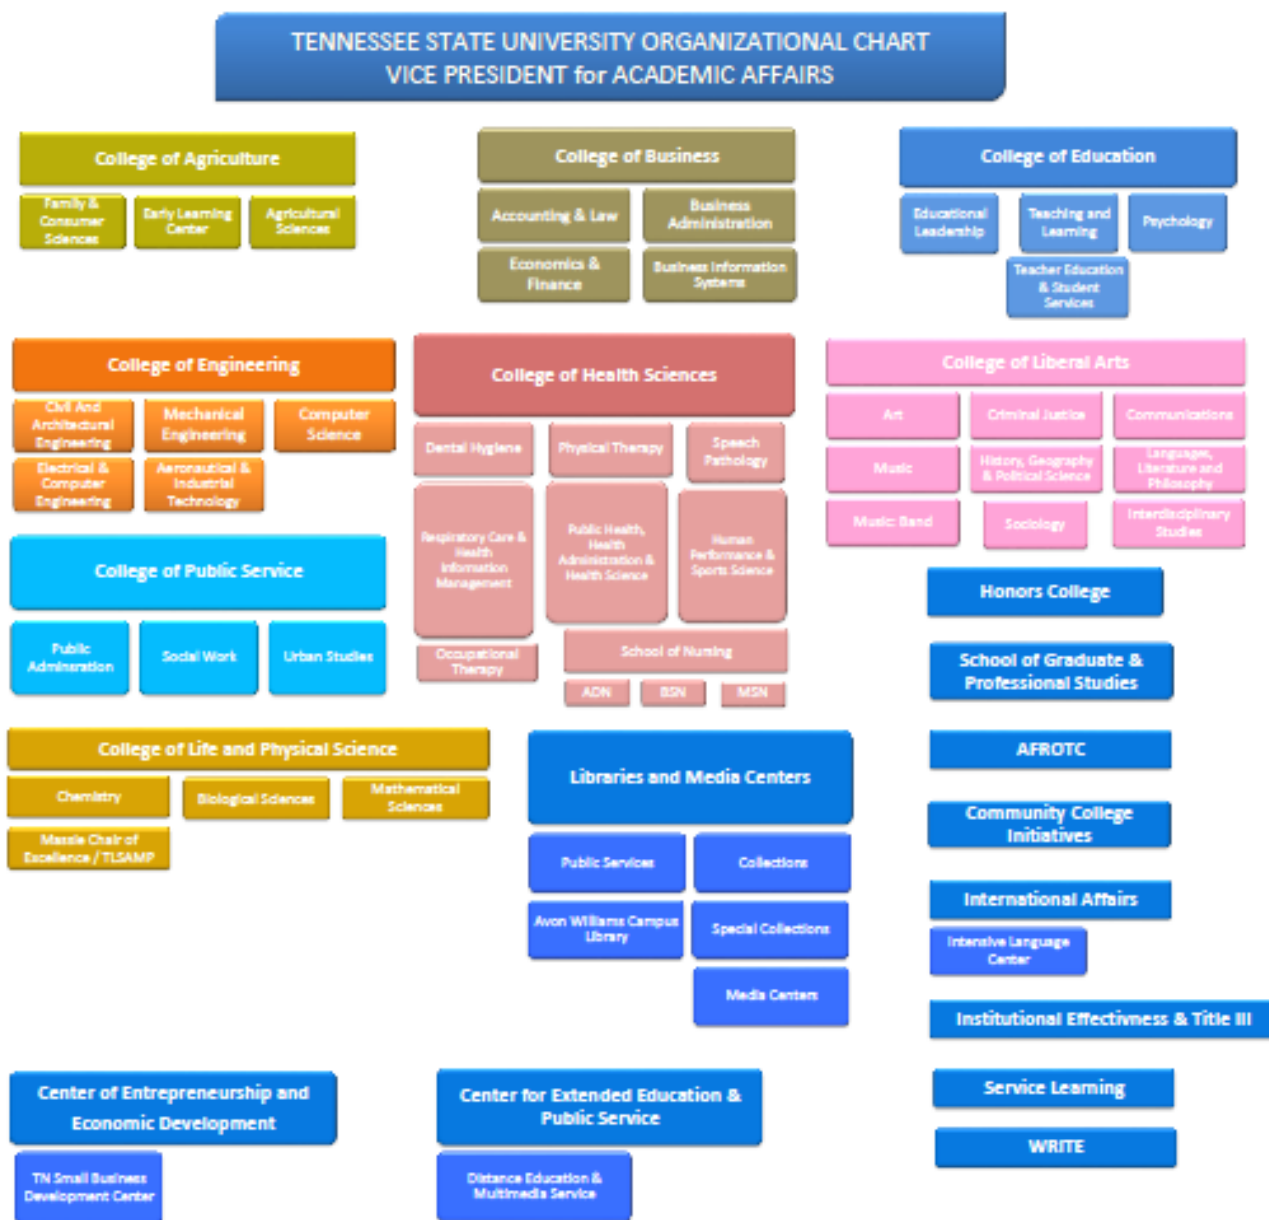 TENNESSEE STATE UNIVERSITY ORGANIZATIONAL CHART
VICE PRESIDENT for ACADEMIC AFFAIRS
College of Agriculture
Family &
Consumer
Sciences
Early Learning
Center
Agricultural
Sciences
College of Business
Accounting & Law
Business
Administration
Economics &
Finance
Business Information
Systems
College of Education
Educational
Leadership
Teaching and
Learning
Psychology
Teacher Education
& Student
Services
College of Engineering
Civil And
Architectural
Engineering
Mechanical
Engineering
Computer
Science
Electrical &
Computer
Engineering
Aeronautical &
Industrial
Technology
College of Health Sciences
Dental Hygiene
Physical Therapy
Speech
Pathology
Respiratory Care &
Health
Information
Management
Public Health,
Health
Administration &
Health Science
Human
Performance &
Sports Science
Occupational
Therapy
School of Nursing
ADN
BSN
MSN
College of Liberal Arts
Art
Criminal Justice
Communications
Music
History, Geography
& Political Science
Languages,
Literature and
Philosophy
Music: Band
Sociology
Interdisciplinary
Studies
College of Public Service
Public
Adminsration
Social Work
Urban Studies
College of Life and Physical Science
Chemistry
Biological Sciences
Mathematical
Sciences
Massie Chair of
Excellence / TLSAMP
Libraries and Media Centers
Public Services
Collections
Avon Williams Campus
Library
Special Collections
Media Centers
Honors College
School of Graduate &
Professional Studies
AFROTC
Community College
Initiatives
International Affairs
Intensive Language
Center
Institutional Effectivness & Title III
Service Learning
WRITE
Center of Entrepreneurship and
Economic Development
TN Small Business
Development Center
Center for Extended Education &
Public Service
Distance Education &
Multimedia Service